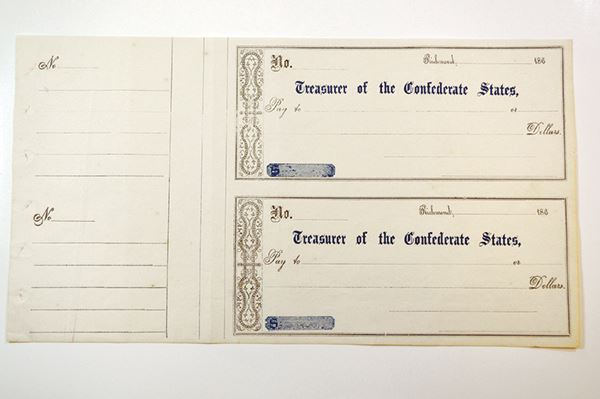 No.
No. Richmond, 186
Treasurer of the Confederate States,
Pay to or
Dollars.
$
No.
No. Richmond, 186
Treasurer of the Confederate States,
Pay to or
Dollars.
$